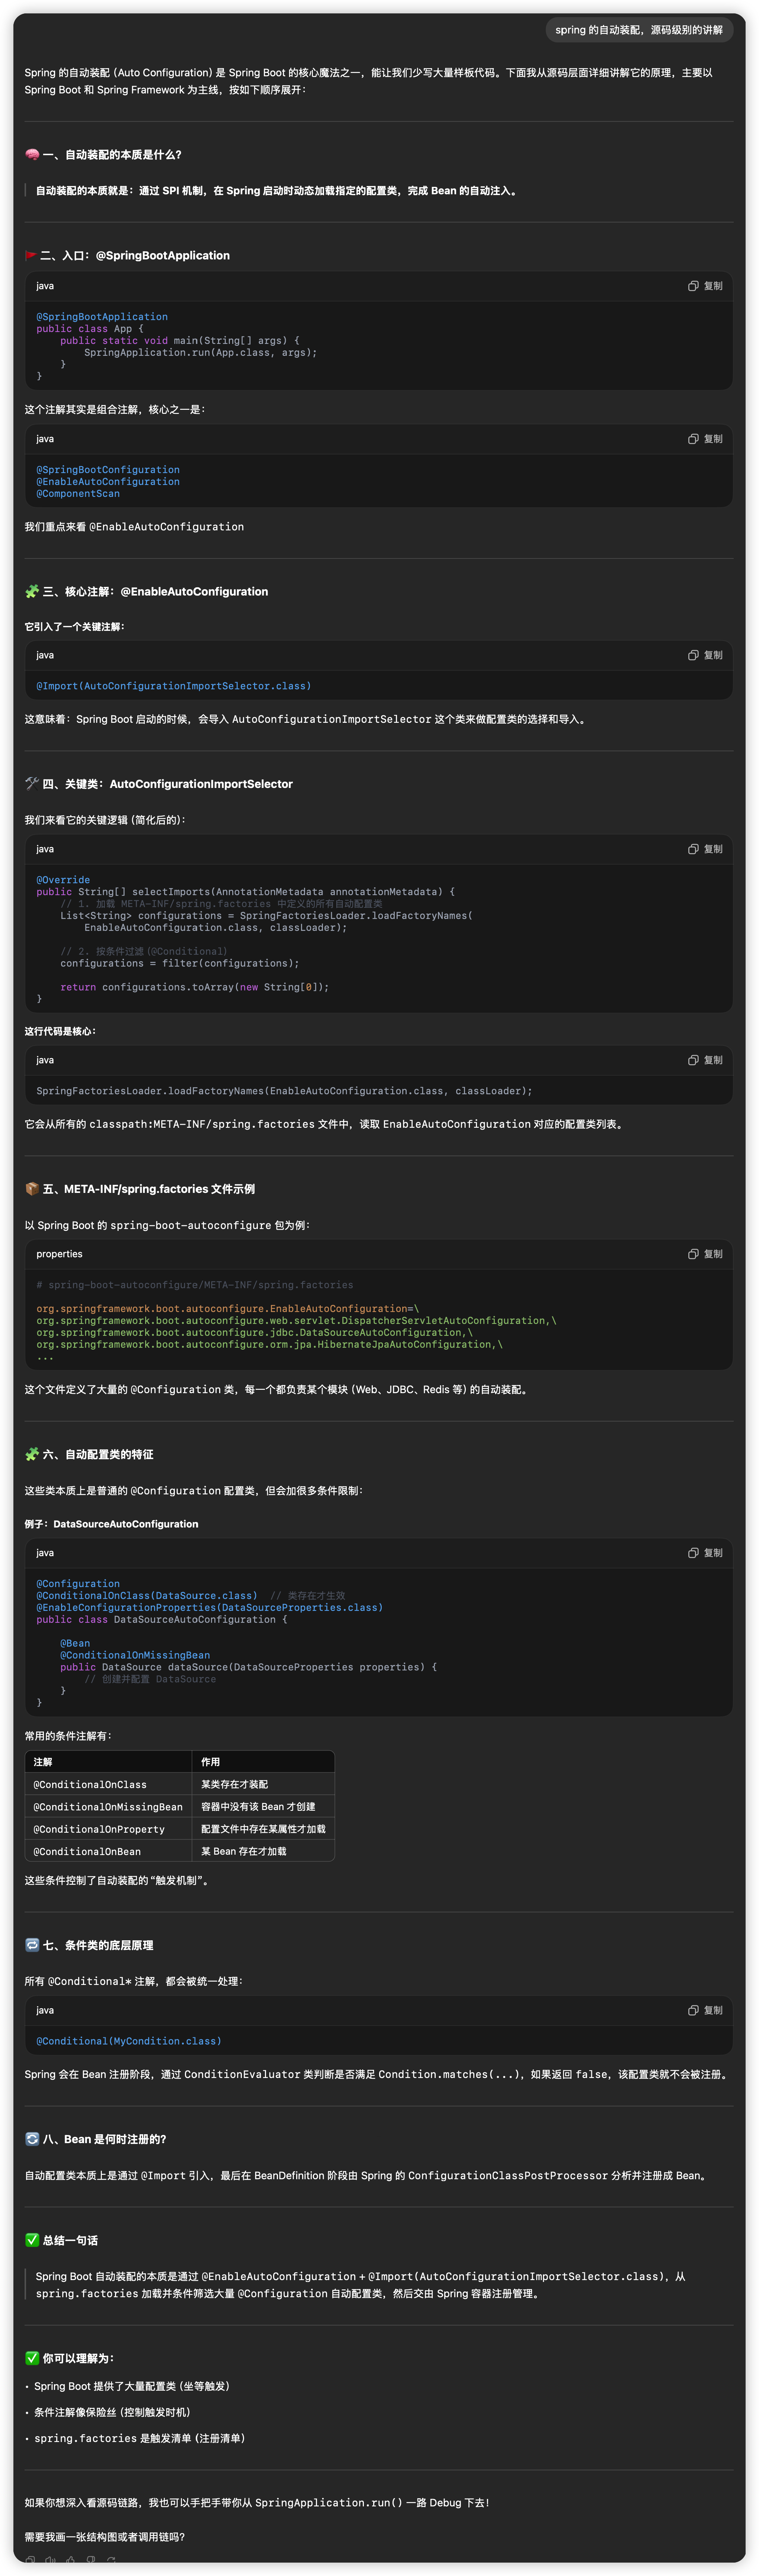 spring 的自动装配，源码级别的讲解
Spring 的自动装配（Auto Configuration）是 Spring Boot 的核心魔法之一，能让我们少写大量样板代码。下面我从源码层面详细讲解它的原理，主要以
Spring Boot 和 Spring Framework 为主线，按如下顺序展开：
🧠 一、自动装配的本质是什么？
自动装配的本质就是：通过 SPI 机制，在 Spring 启动时动态加载指定的配置类，完成 Bean 的自动注入。
🚩 二、入口：@SpringBootApplication
java
复制
@SpringBootApplication
public class App {
    public static void main(String[] args) {
        SpringApplication.run(App.class, args);
    }
}
这个注解其实是组合注解，核心之一是：
java
复制
@SpringBootConfiguration
@EnableAutoConfiguration
@ComponentScan
我们重点来看 @EnableAutoConfiguration
🧩 三、核心注解：@EnableAutoConfiguration
它引入了一个关键注解：
java
复制
@Import(AutoConfigurationImportSelector.class)
这意味着：Spring Boot 启动的时候，会导入 AutoConfigurationImportSelector 这个类来做配置类的选择和导入。
🛠 四、关键类：AutoConfigurationImportSelector
我们来看它的关键逻辑（简化后的）：
java
复制
@Override
public String[] selectImports(AnnotationMetadata annotationMetadata) {
    // 1. 加载 META-INF/spring.factories 中定义的所有自动配置类
    List<String> configurations = SpringFactoriesLoader.loadFactoryNames(
        EnableAutoConfiguration.class, classLoader);
    // 2. 按条件过滤（@Conditional）
    configurations = filter(configurations);
    return configurations.toArray(new String[0]);
}
这行代码是核心：
java
复制
SpringFactoriesLoader.loadFactoryNames(EnableAutoConfiguration.class, classLoader);
它会从所有的 classpath:META-INF/spring.factories 文件中，读取 EnableAutoConfiguration 对应的配置类列表。
📦 五、META-INF/spring.factories 文件示例
以 Spring Boot 的 spring-boot-autoconfigure 包为例：
properties
复制
# spring-boot-autoconfigure/META-INF/spring.factories
org.springframework.boot.autoconfigure.EnableAutoConfiguration=\
org.springframework.boot.autoconfigure.web.servlet.DispatcherServletAutoConfiguration,\
org.springframework.boot.autoconfigure.jdbc.DataSourceAutoConfiguration,\
org.springframework.boot.autoconfigure.orm.jpa.HibernateJpaAutoConfiguration,\
...
这个文件定义了大量的 @Configuration 类，每一个都负责某个模块（Web、JDBC、Redis 等）的自动装配。
🧩 六、自动配置类的特征
这些类本质上是普通的 @Configuration 配置类，但会加很多条件限制：
例子：DataSourceAutoConfiguration
java
复制
@Configuration
@ConditionalOnClass(DataSource.class)  // 类存在才生效
@EnableConfigurationProperties(DataSourceProperties.class)
public class DataSourceAutoConfiguration {
    @Bean
    @ConditionalOnMissingBean
    public DataSource dataSource(DataSourceProperties properties) {
        // 创建并配置 DataSource
    }
}
常用的条件注解有：
注解 作用
@ConditionalOnClass 某类存在才装配
@ConditionalOnMissingBean 容器中没有该 Bean 才创建
@ConditionalOnProperty 配置文件中存在某属性才加载
@ConditionalOnBean 某 Bean 存在才加载
这些条件控制了自动装配的“触发机制”。
🔁 七、条件类的底层原理
所有 @Conditional* 注解，都会被统一处理：
java
复制
@Conditional(MyCondition.class)
Spring 会在 Bean 注册阶段，通过 ConditionEvaluator 类判断是否满足 Condition.matches(...)，如果返回 false，该配置类就不会被注册。
🔄 八、Bean 是何时注册的？
自动配置类本质上是通过 @Import 引入，最后在 BeanDefinition 阶段由 Spring 的 ConfigurationClassPostProcessor 分析并注册成 Bean。
✅ 总结一句话
Spring Boot 自动装配的本质是通过 @EnableAutoConfiguration + @Import(AutoConfigurationImportSelector.class)，从
spring.factories 加载并条件筛选大量 @Configuration 自动配置类，然后交由 Spring 容器注册管理。
✅ 你可以理解为：
• Spring Boot 提供了大量配置类（坐等触发）
• 条件注解像保险丝（控制触发时机）
• spring.factories 是触发清单（注册清单）
如果你想深入看源码链路，我也可以手把手带你从 SpringApplication.run() 一路 Debug 下去！
需要我画一张结构图或者调用链吗？